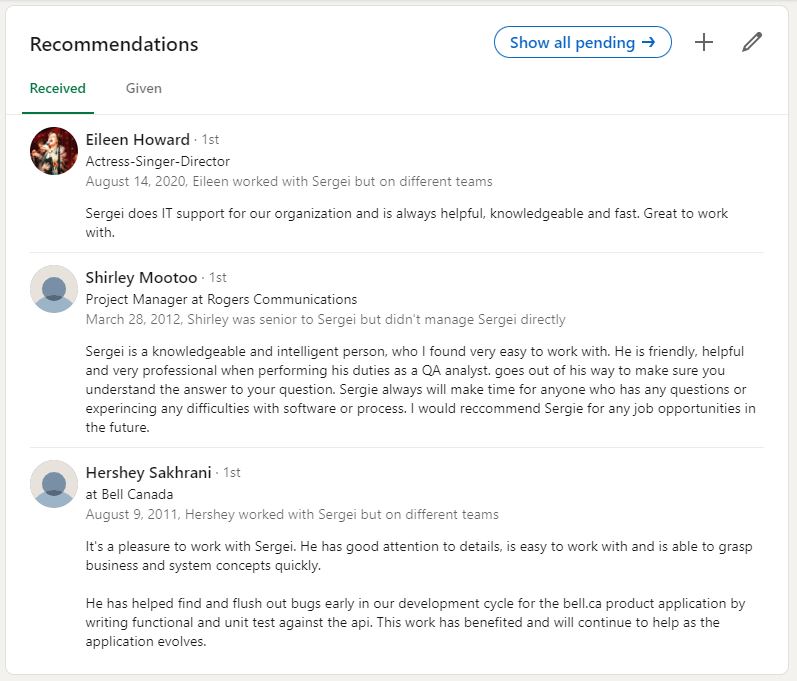 Recommendations
Show all pending →
Received
Given
Eileen Howard · 1st
Actress-Singer-Director
August 14, 2020, Eileen worked with Sergei but on different teams
Sergei does IT support for our organization and is always helpful, knowledgeable and fast. Great to work
with.
Shirley Mootoo · 1st
Project Manager at Rogers Communications
March 28, 2012, Shirley was senior to Sergei but didn't manage Sergei directly
Sergei is a knowledgeable and intelligent person, who I found very easy to work with. He is friendly, helpful
and very professional when performing his duties as a QA analyst. goes out of his way to make sure you
understand the answer to your question. Sergie always will make time for anyone who has any questions or
experincing any difficulties with software or process. I would reccommend Sergie for any job opportunities in
the future.
Hershey Sakhrani · 1st
at Bell Canada
August 9, 2011, Hershey worked with Sergei but on different teams
It's a pleasure to work with Sergei. He has good attention to details, is easy to work with and is able to grasp
business and system concepts quickly.
He has helped find and flush out bugs early in our development cycle for the bell.ca product application by
writing functional and unit test against the api. This work has benefited and will continue to help as the
application evolves.